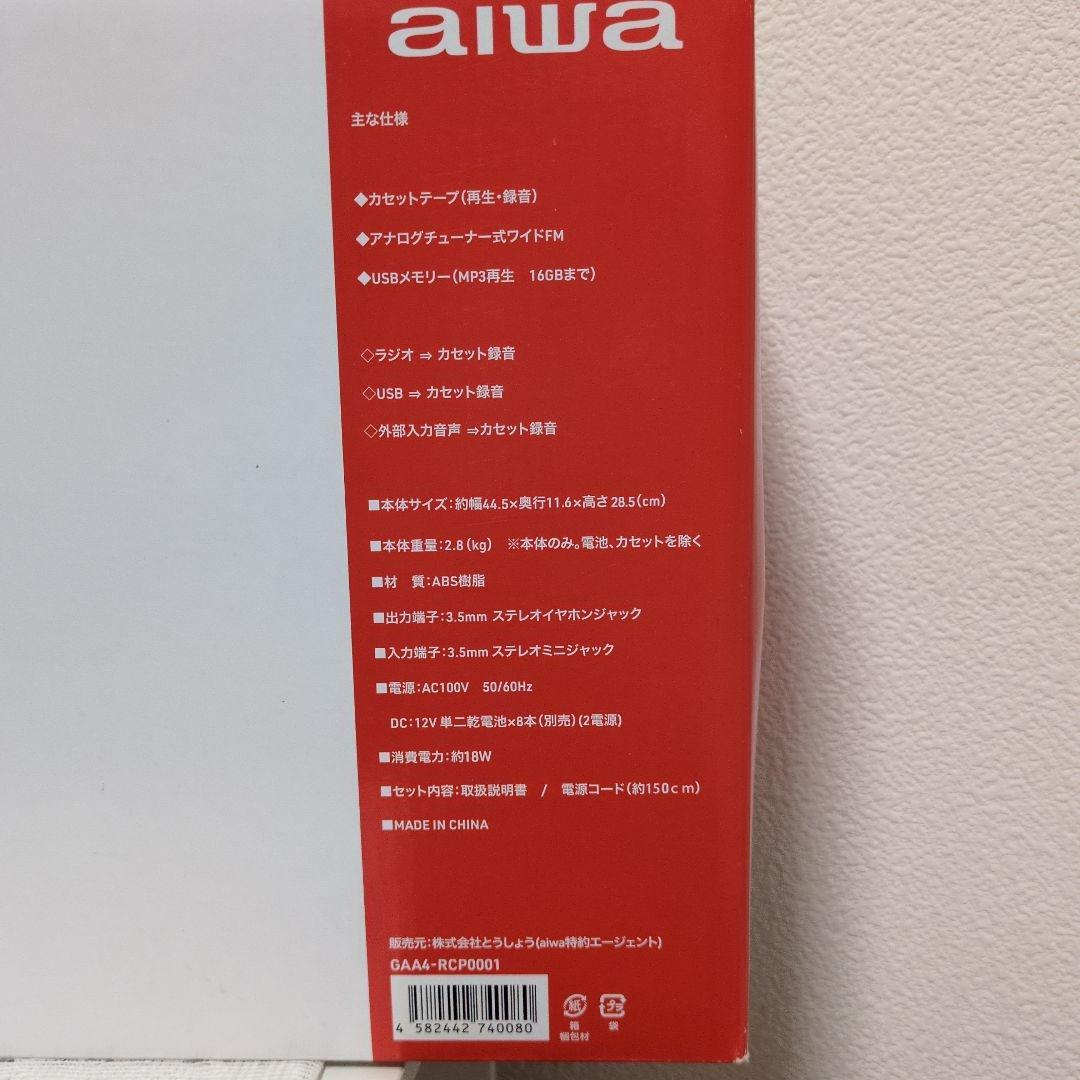 aiwa
主な仕様
◆カセットテープ(再生・録音)
◆アナログチューナー式ワイドFM
◆USBメモリー(MP3再生　16GBまで)
◇ラジオ ⇒ カセット録音
◇USB ⇒ カセット録音
◇外部入力音声 ⇒カセット録音
■本体サイズ:約幅44.5×奥行11.6×高さ28.5(cm)
■本体重量:2.8(kg)　※本体のみ。電池、カセットを除く
■材　質:ABS樹脂
■出力端子:3.5mm ステレオイヤホンジャック
■入力端子:3.5mm ステレオミニジャック
■電源:AC100V　50/60Hz
DC:12V 単二乾電池×8本(別売)(2電源)
■消費電力:約18W
■セット内容:取扱説明書　/　電源コード(約150cm)
■MADE IN CHINA
販売元:株式会社とうしょう(aiwa特約エージェント)
GAA4-RCP0001
4 582442 740080
紙 プラ
箱 袋
梱包材